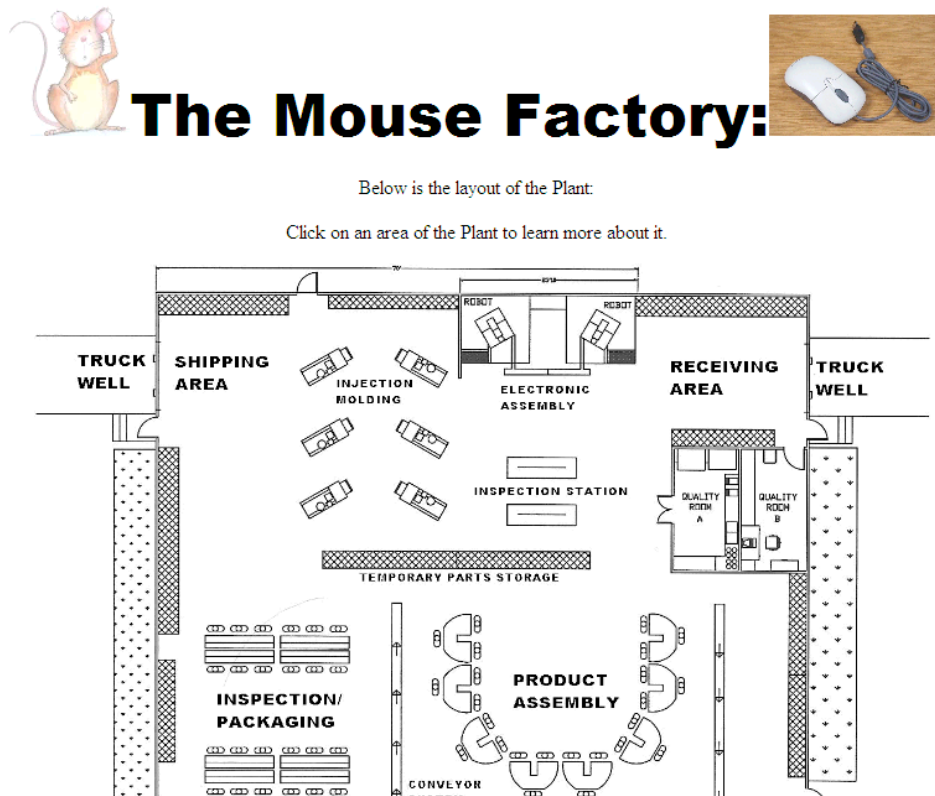 The Mouse Factory:
Below is the layout of the Plant:
Click on an area of the Plant to learn more about it.
70'
ROBOT
ROBOT
TRUCK
WELL
SHIPPING
AREA
INJECTION
MOLDING
ELECTRONIC
ASSEMBLY
RECEIVING
AREA
TRUCK
WELL
INSPECTION STATION
QUALITY
ROOM
A
QUALITY
ROOM
B
TEMPORARY PARTS STORAGE
INSPECTION/
PACKAGING
PRODUCT
ASSEMBLY
CONVEYOR